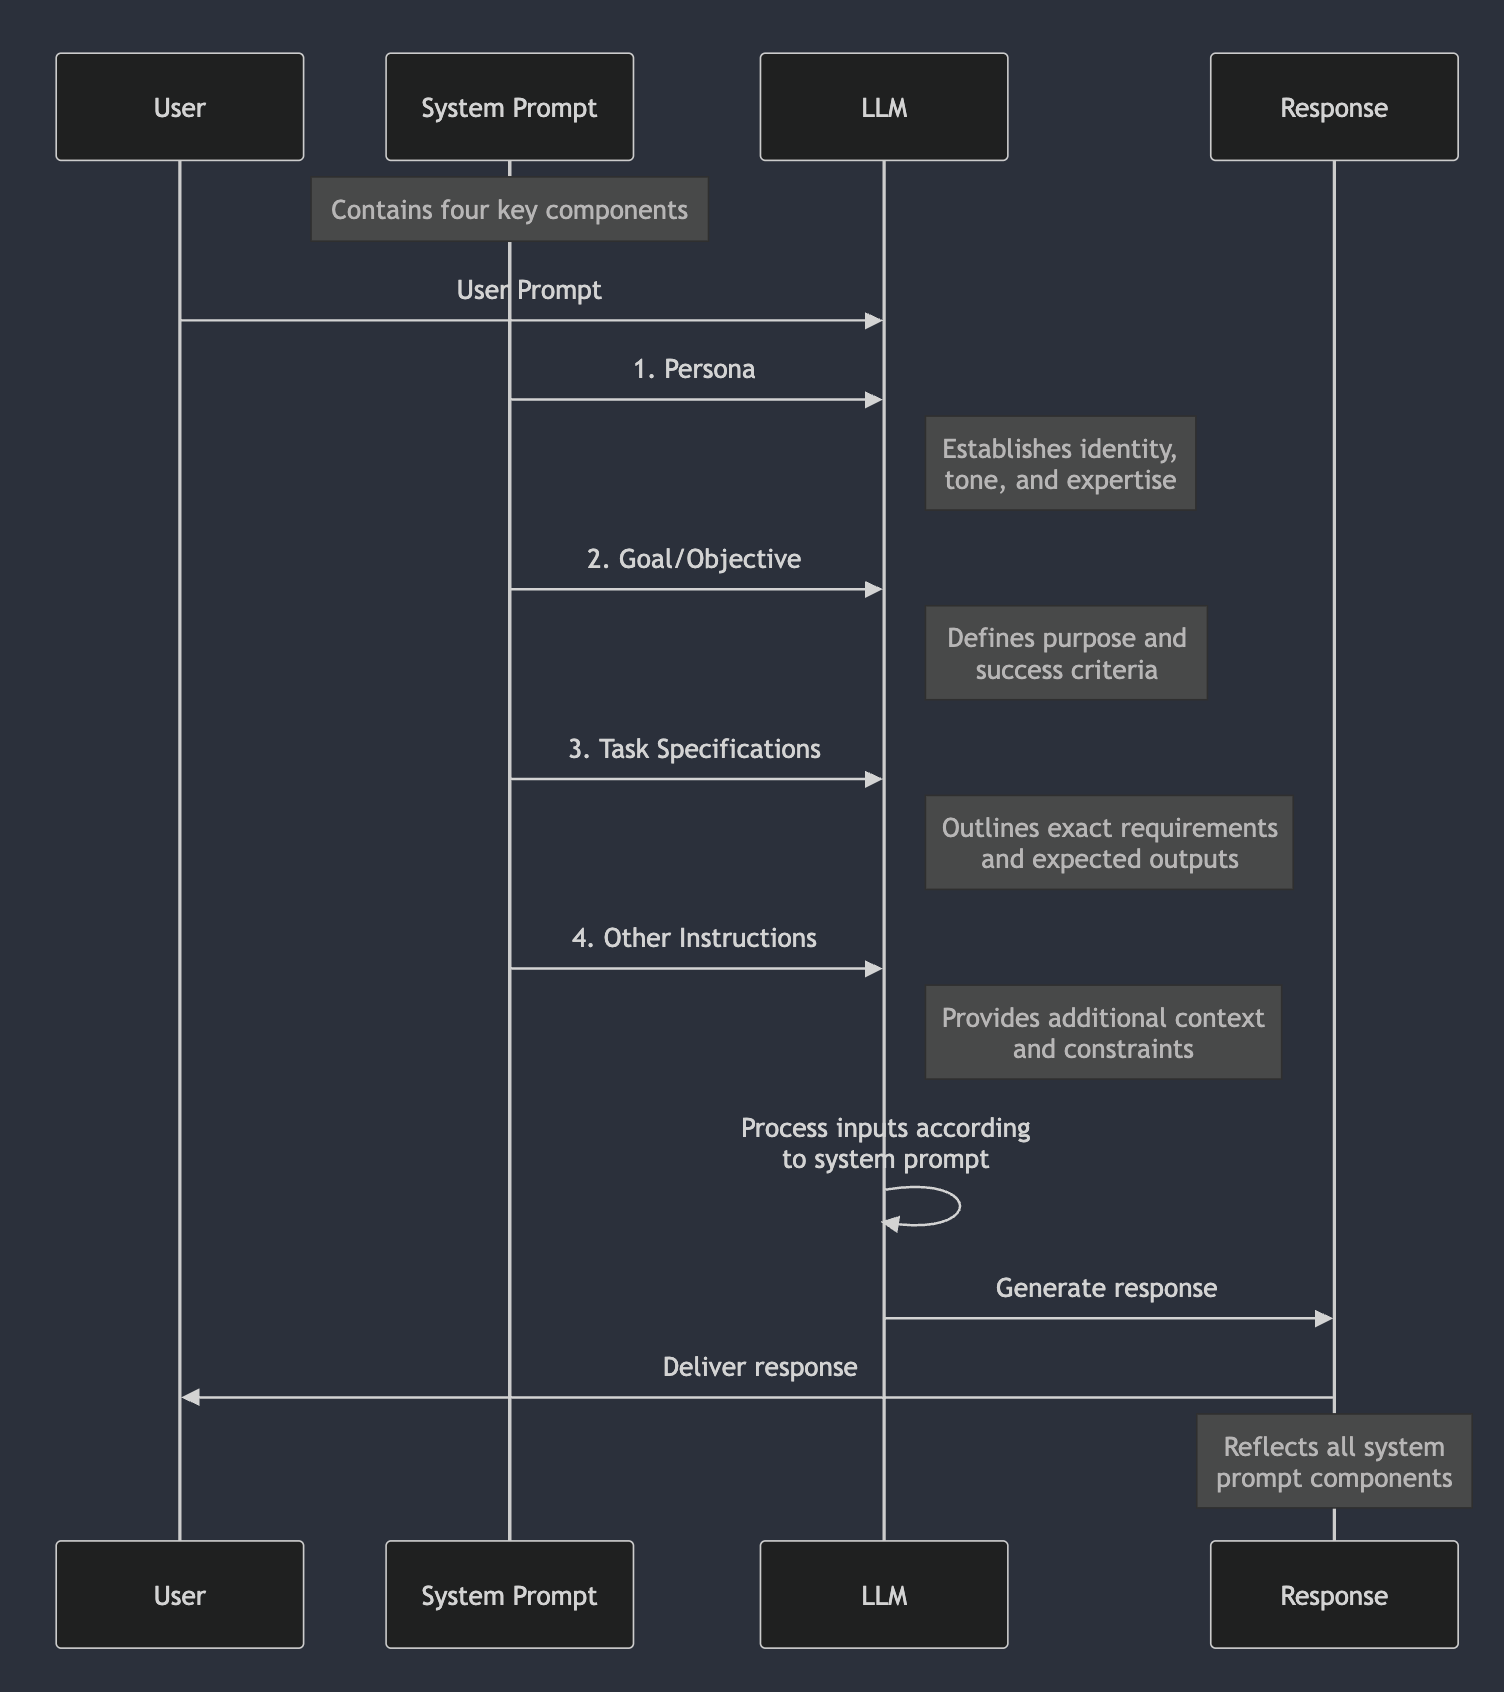 User
System Prompt
LLM
Response
Contains four key components
User Prompt
1. Persona
Establishes identity,
tone, and expertise
2. Goal/Objective
Defines purpose and
success criteria
3. Task Specifications
Outlines exact requirements
and expected outputs
4. Other Instructions
Provides additional context
and constraints
Process inputs according
to system prompt
Generate response
Deliver response
Reflects all system
prompt components
User
System Prompt
LLM
Response